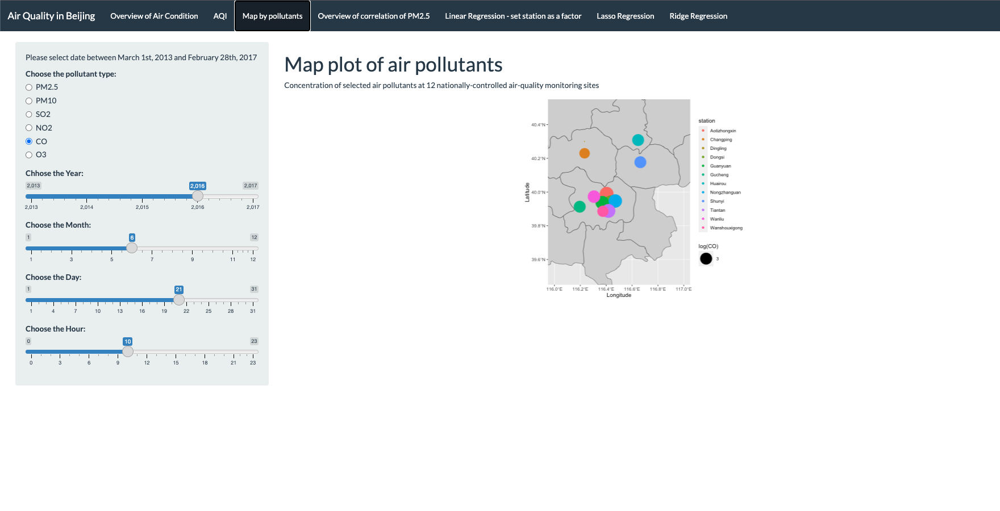 Air Quality in Beijing Overview of Air Condition AQI Map by pollutants Overview of correlation of PM2.5 Linear Regression - set station as a factor Lasso Regression Ridge Regression
Please select date between March 1st, 2013 and February 28th, 2017
Choose the pollutant type:
PM2.5
PM10
SO2
NO2
CO
O3
Chhose the Year:
2,013 2,016 2,017
2,013 2,014 2,015 2,016 2,017
Choose the Month:
1 6 12
1 3 5 7 9 11 12
Choose the Day:
1 21 31
1 4 7 10 13 16 19 22 25 28 31
Choose the Hour:
0 10 23
0 3 6 9 12 15 18 21 23
Map plot of air pollutants
Concentration of selected air pollutants at 12 nationally-controlled air-quality monitoring sites
40.4°N
40.2°N
40.0°N
39.8°N
39.6°N
Latitude
116.0°E 116.2°E 116.4°E 116.6°E 116.8°E 117.0°E
Longitude
station
Aotizhongxin
Changping
Dingling
Dongsi
Guanyuan
Gucheng
Huairou
Nongzhanguan
Shunyi
Tiantan
Wanliu
Wanshouxigong
log(CO)
3